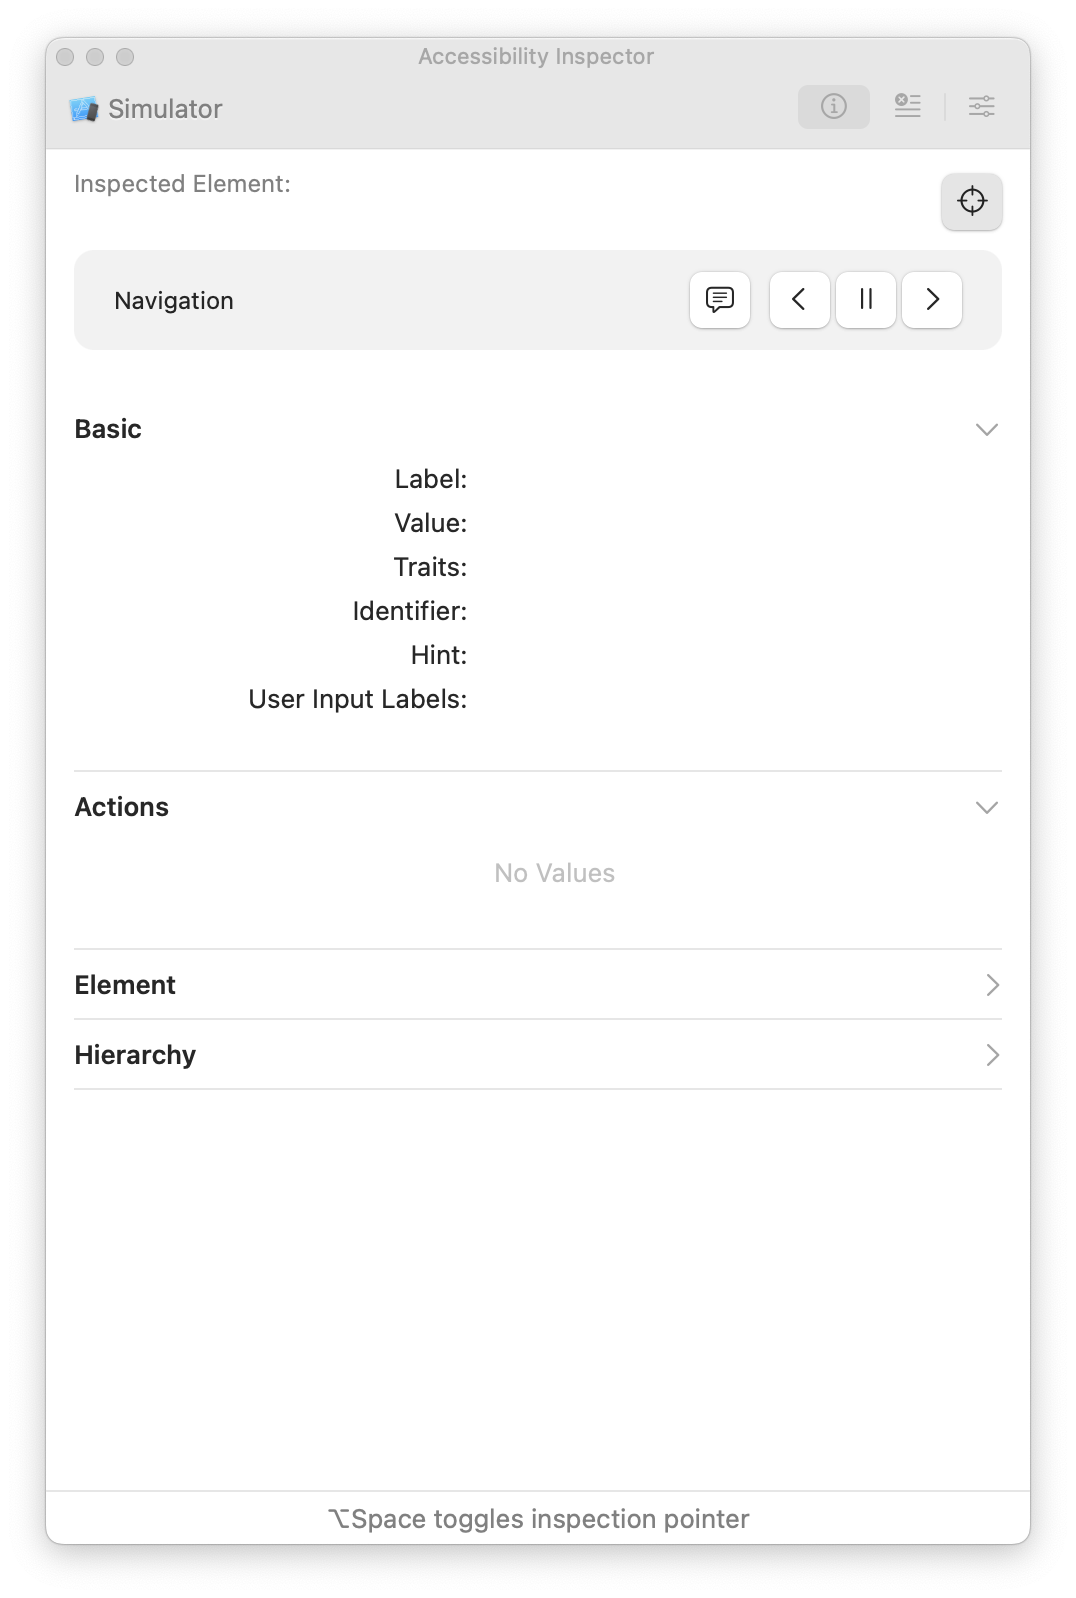 Accessibility Inspector
Simulator
Inspected Element:
Navigation
Basic
Label:
Value:
Traits:
Identifier:
Hint:
User Input Labels:
Actions
No Values
Element
Hierarchy
⌥Space toggles inspection pointer